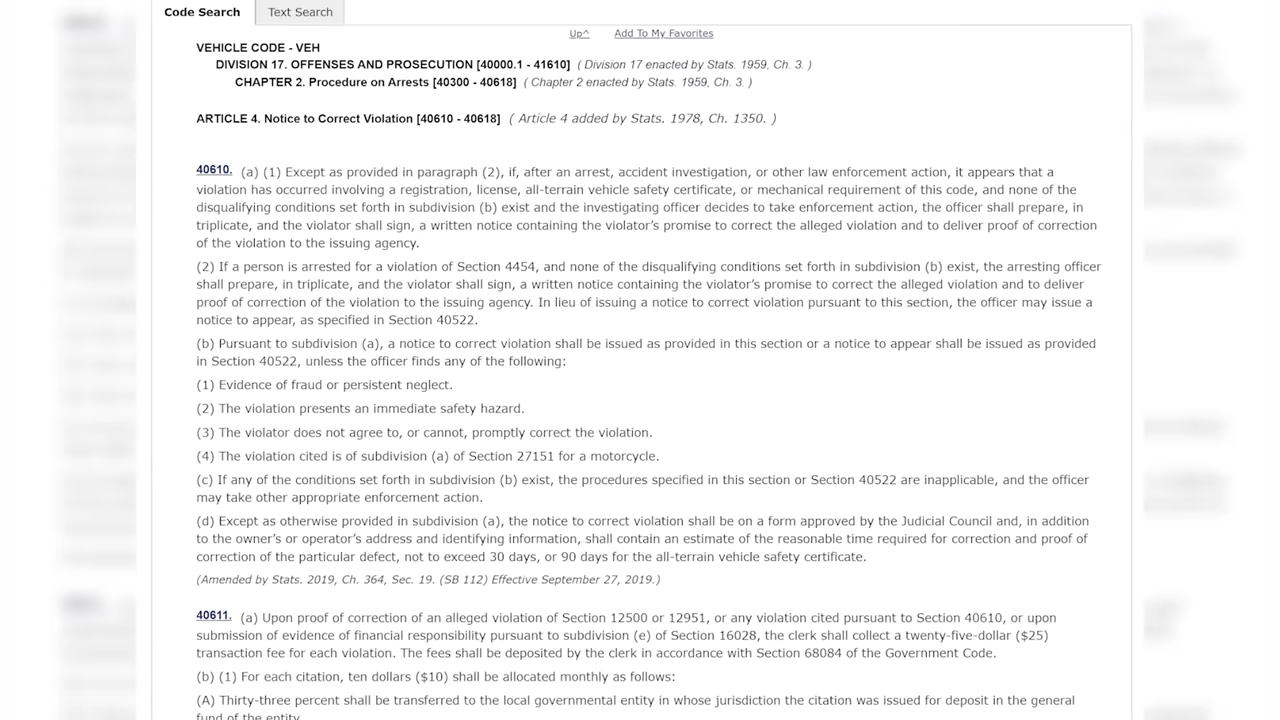 Code Search
Text Search
Up^ Add To My Favorites
VEHICLE CODE - VEH
DIVISION 17. OFFENSES AND PROSECUTION [40000.1 - 41610] ( Division 17 enacted by Stats. 1959, Ch. 3. )
CHAPTER 2. Procedure on Arrests [40300 - 40618] ( Chapter 2 enacted by Stats. 1959, Ch. 3. )
ARTICLE 4. Notice to Correct Violation [40610 - 40618] ( Article 4 added by Stats. 1978, Ch. 1350. )
40610. (a) (1) Except as provided in paragraph (2), if, after an arrest, accident investigation, or other law enforcement action, it appears that a
violation has occurred involving a registration, license, all-terrain vehicle safety certificate, or mechanical requirement of this code, and none of the
disqualifying conditions set forth in subdivision (b) exist and the investigating officer decides to take enforcement action, the officer shall prepare, in
triplicate, and the violator shall sign, a written notice containing the violator's promise to correct the alleged violation and to deliver proof of correction
of the violation to the issuing agency.
(2) If a person is arrested for a violation of Section 4454, and none of the disqualifying conditions set forth in subdivision (b) exist, the arresting officer
shall prepare, in triplicate, and the violator shall sign, a written notice containing the violator's promise to correct the alleged violation and to deliver
proof of correction of the violation to the issuing agency. In lieu of issuing a notice to correct violation pursuant to this section, the officer may issue a
notice to appear, as specified in Section 40522.
(b) Pursuant to subdivision (a), a notice to correct violation shall be issued as provided in this section or a notice to appear shall be issued as provided
in Section 40522, unless the officer finds any of the following:
(1) Evidence of fraud or persistent neglect.
(2) The violation presents an immediate safety hazard.
(3) The violator does not agree to, or cannot, promptly correct the violation.
(4) The violation cited is of subdivision (a) of Section 27151 for a motorcycle.
(c) If any of the conditions set forth in subdivision (b) exist, the procedures specified in this section or Section 40522 are inapplicable, and the officer
may take other appropriate enforcement action.
(d) Except as otherwise provided in subdivision (a), the notice to correct violation shall be on a form approved by the Judicial Council and, in addition
to the owner's or operator's address and identifying information, shall contain an estimate of the reasonable time required for correction and proof of
correction of the particular defect, not to exceed 30 days, or 90 days for the all-terrain vehicle safety certificate.
(Amended by Stats. 2019, Ch. 364, Sec. 19. (SB 112) Effective September 27, 2019.)
40611. (a) Upon proof of correction of an alleged violation of Section 12500 or 12951, or any violation cited pursuant to Section 40610, or upon
submission of evidence of financial responsibility pursuant to subdivision (e) of Section 16028, the clerk shall collect a twenty-five-dollar ($25)
transaction fee for each violation. The fees shall be deposited by the clerk in accordance with Section 68084 of the Government Code.
(b) (1) For each citation, ten dollars ($10) shall be allocated monthly as follows:
(A) Thirty-three percent shall be transferred to the local governmental entity in whose jurisdiction the citation was issued for deposit in the general
fund of the entity.